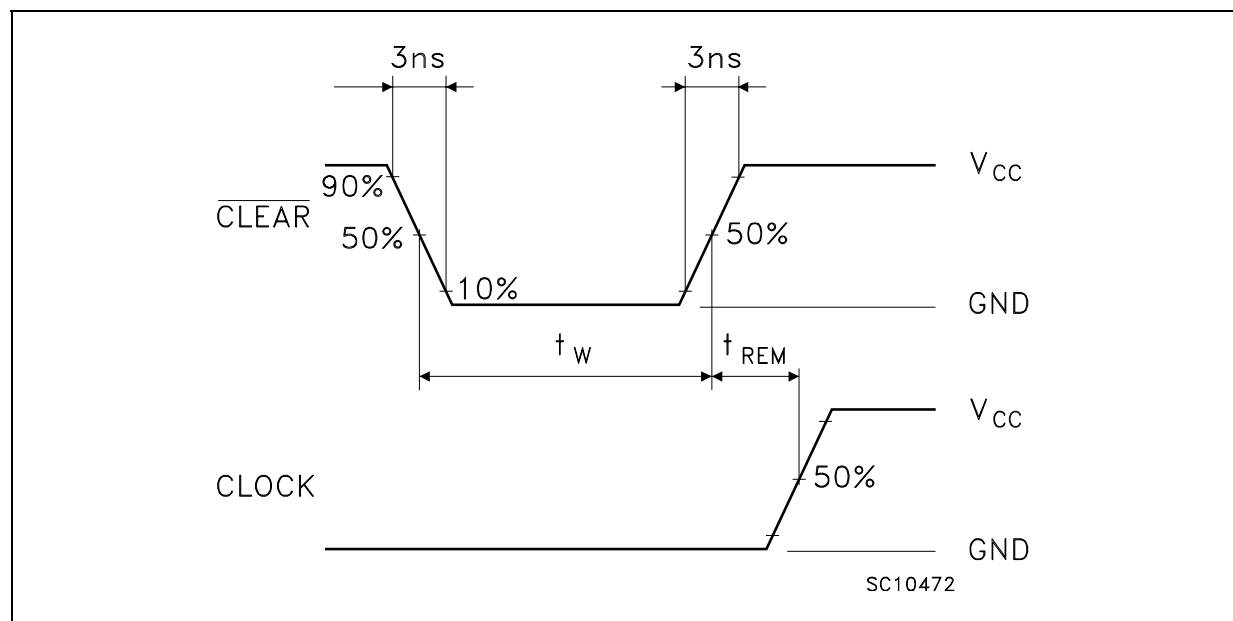 3ns 3ns
90% V CC
CLEAR
50% 50%
10%
GND
t W t REM
V CC
CLOCK 50%
GND
SC10472